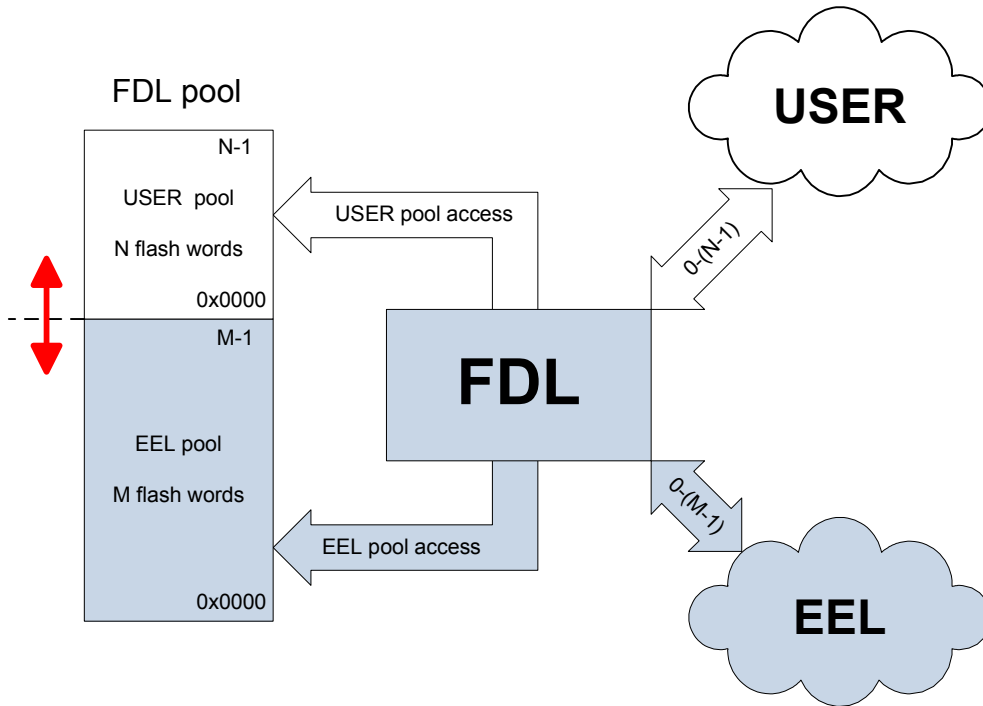 FDL pool
N-1
USER pool
N flash words
0x0000
M-1
EEL pool
M flash words
0x0000
USER pool access
EEL pool access
FDL
USER
0-(N-1)
0-(M-1)
EEL